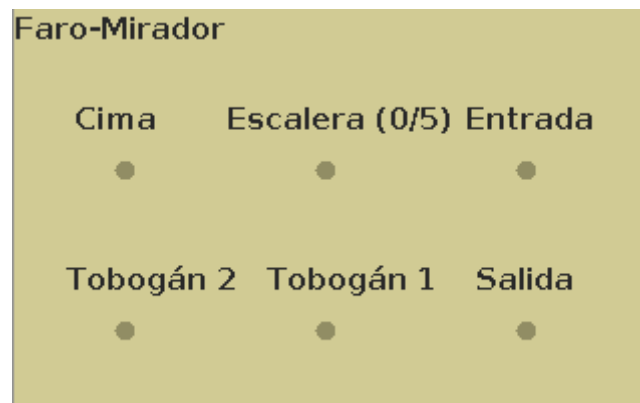 Faro-Mirador
Cima Escalera (0/5) Entrada
Tobogán 2 Tobogán 1 Salida